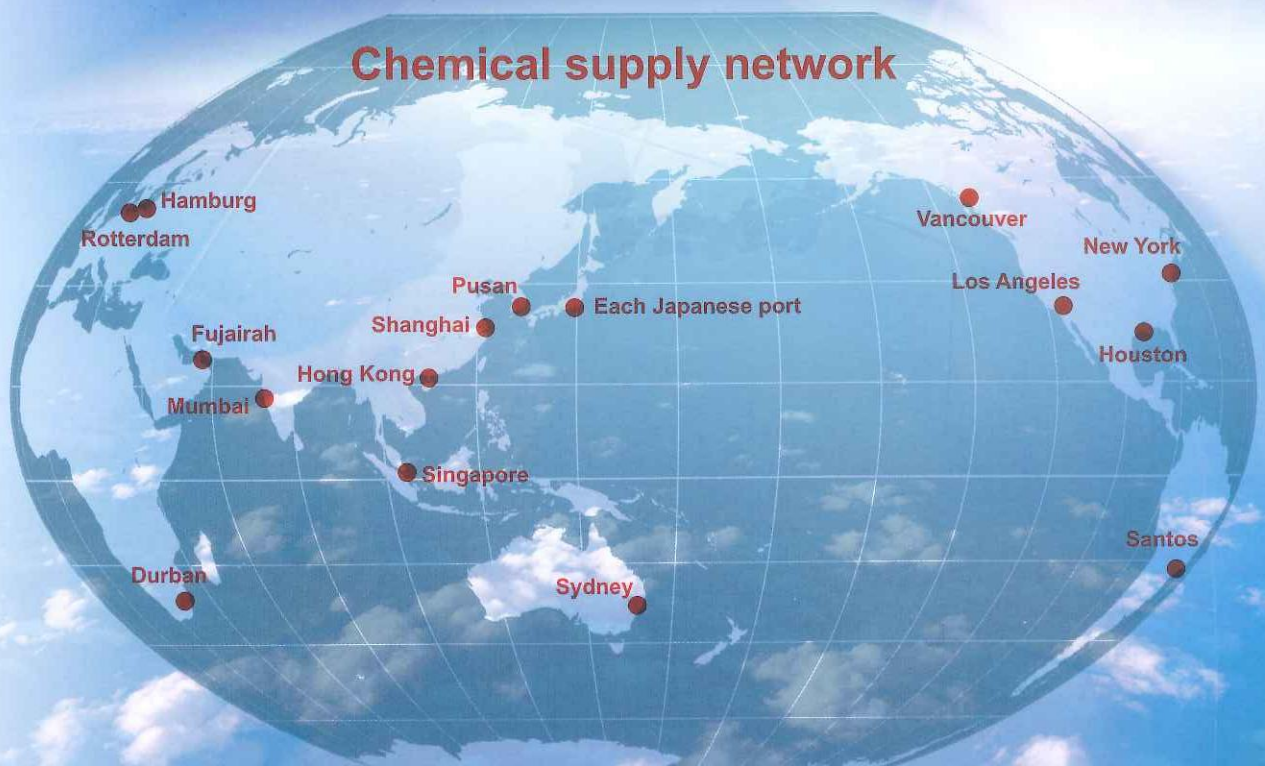 Chemical supply network
Hamburg
Rotterdam
Vancouver
New York
Los Angeles
Pusan
Each Japanese port
Shanghai
Fujairah
Houston
Hong Kong
Mumbai
Singapore
Santos
Durban
Sydney